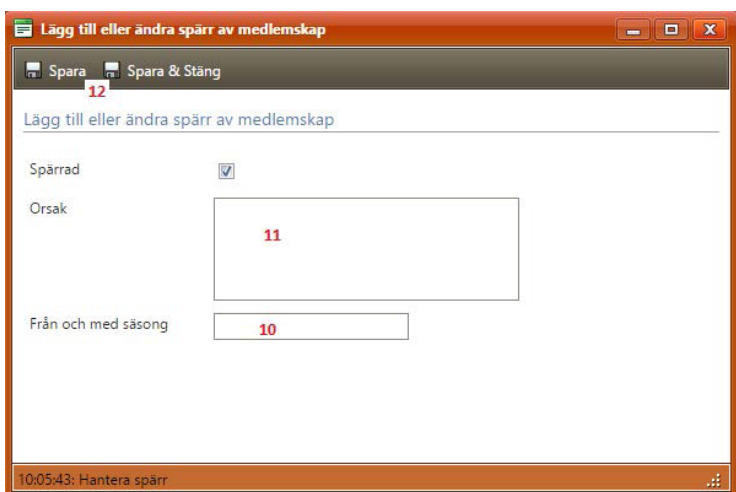 Lägg till eller ändra spärr av medlemskap
Spara Spara & Stäng
12
Lägg till eller ändra spärr av medlemskap
Spärrad
Orsak
11
Från och med säsong 10
10:05:43: Hantera spärr